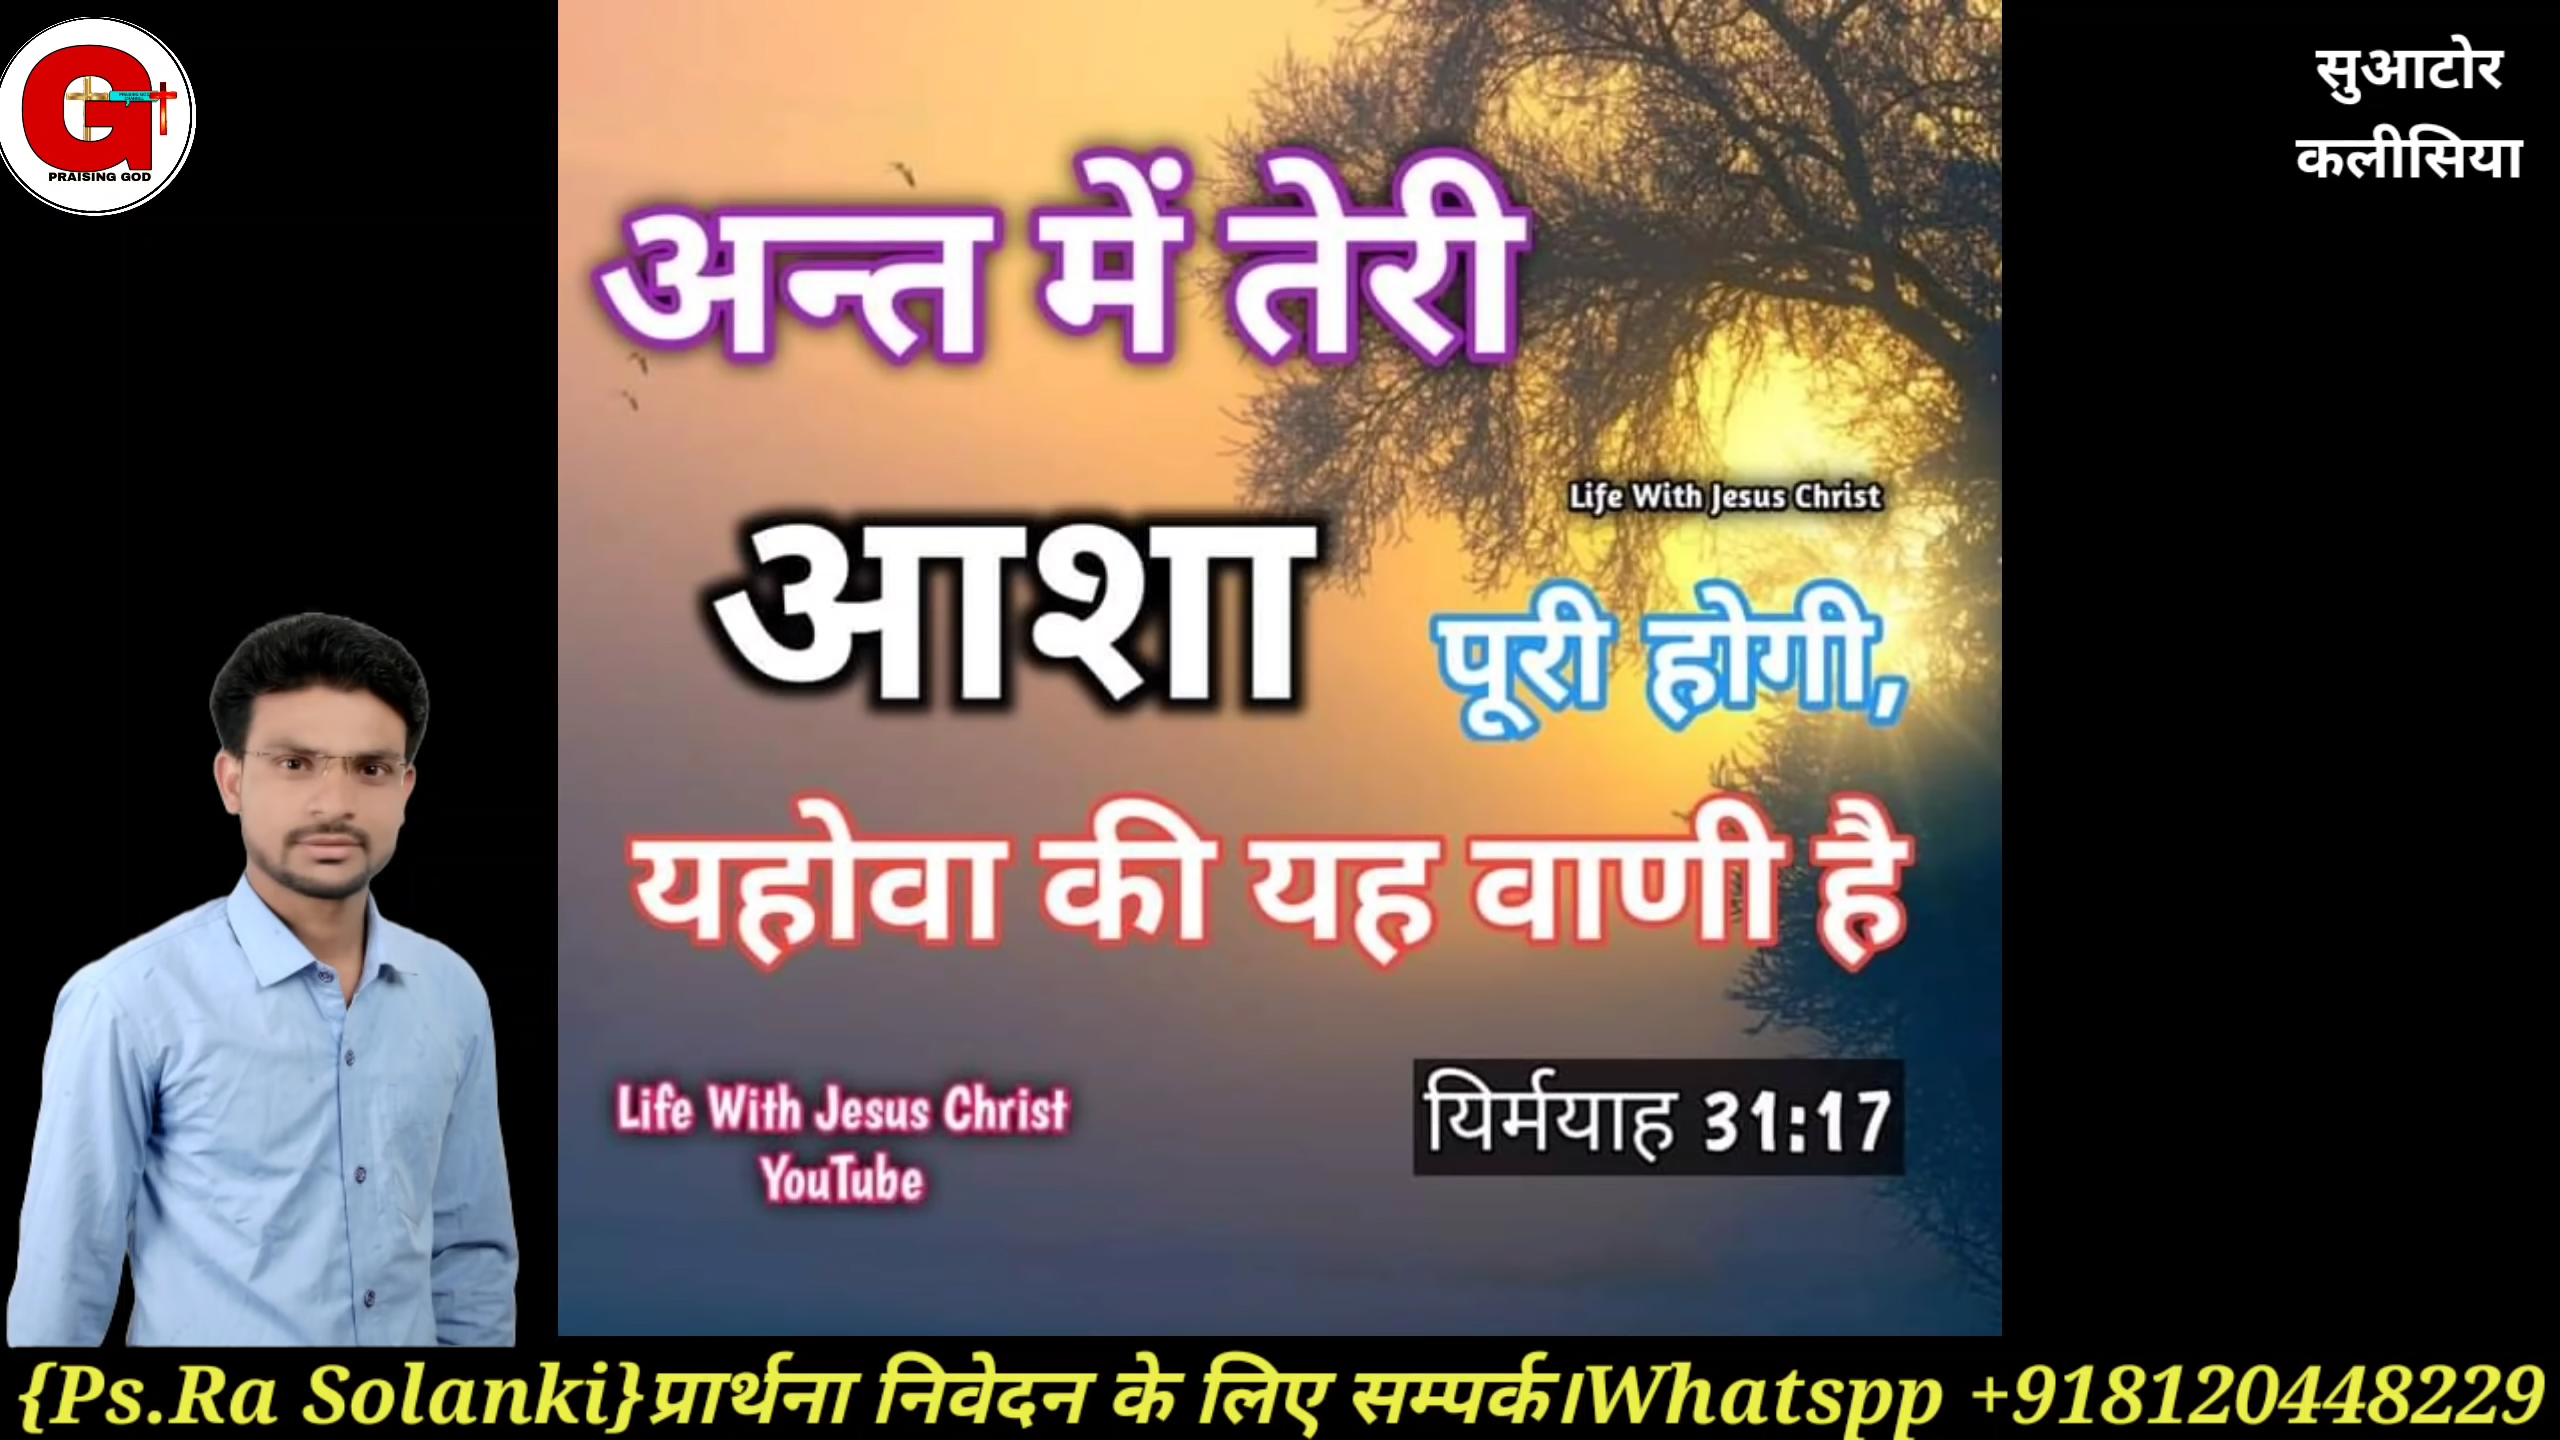 PRAISING GOD
सुआटोर
कलीसिया
अन्त में तेरी
Life With Jesus Christ
आशा पूरी होगी,
यहोवा की यह वाणी है
Life With Jesus Christ
YouTube
यिर्मयाह 31:17
{Ps.Ra Solanki}प्रार्थना निवेदन के लिए सम्पर्क।Whatspp +918120448229